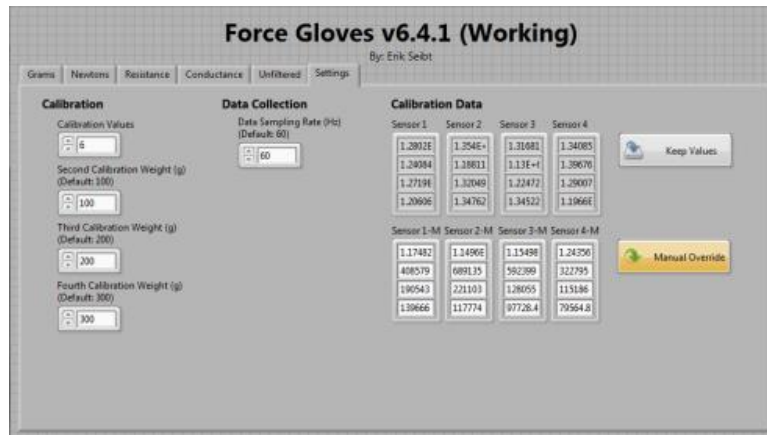 Force Gloves v6.4.1 (Working)
By: Erik Seibt
Grams Newtons Resistance Conductance Unfiltered Settings
Calibration
Calibration Values
6
Second Calibration Weight (g)
(Default: 100)
100
Third Calibration Weight (g)
(Default: 200)
200
Fourth Calibration Weight (g)
(Default: 300)
300
Data Collection
Data Sampling Rate (Hz)
(Default: 60)
60
Calibration Data
Sensor 1 Sensor 2 Sensor 3 Sensor 4
1.2802E 1.354E+ 1.31681 1.34085
1.24084 1.18811 1.13E+6 1.39676
1.2719E 1.32049 1.22472 1.29007
1.20606 1.34762 1.34522 1.1966E
Keep Values
Sensor 1-M Sensor 2-M Sensor 3-M Sensor 4-M
1.17482 1.1496E 1.15498 1.24356
408579 689135 592399 322795
190543 221103 128055 115186
139666 117774 97728.4 79564.8
Manual Override